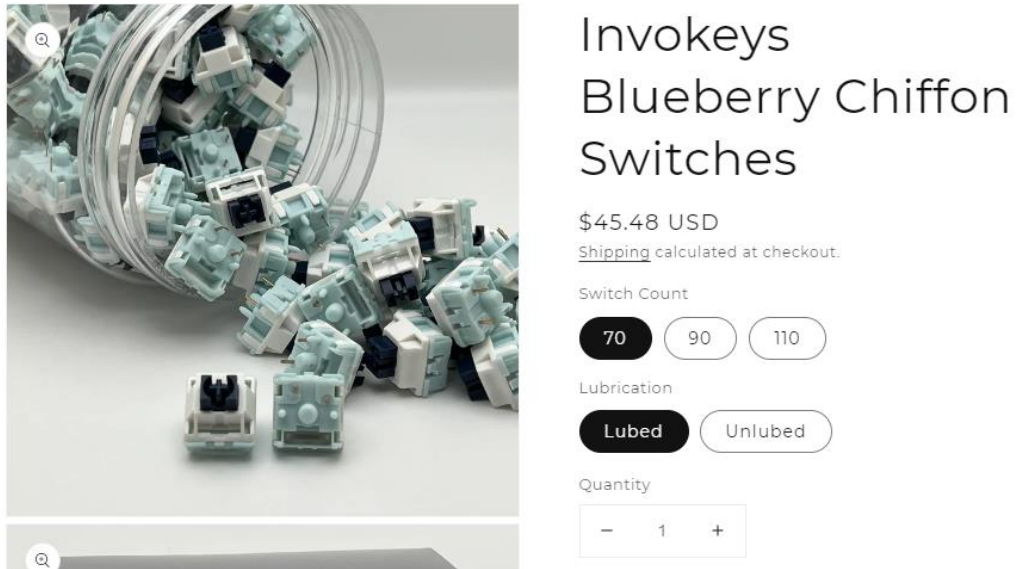 Invokeys
Blueberry Chiffon
Switches
$45.48 USD
Shipping calculated at checkout.
Switch Count
70 90 110
Lubrication
Lubed Unlubed
Quantity
− 1 +